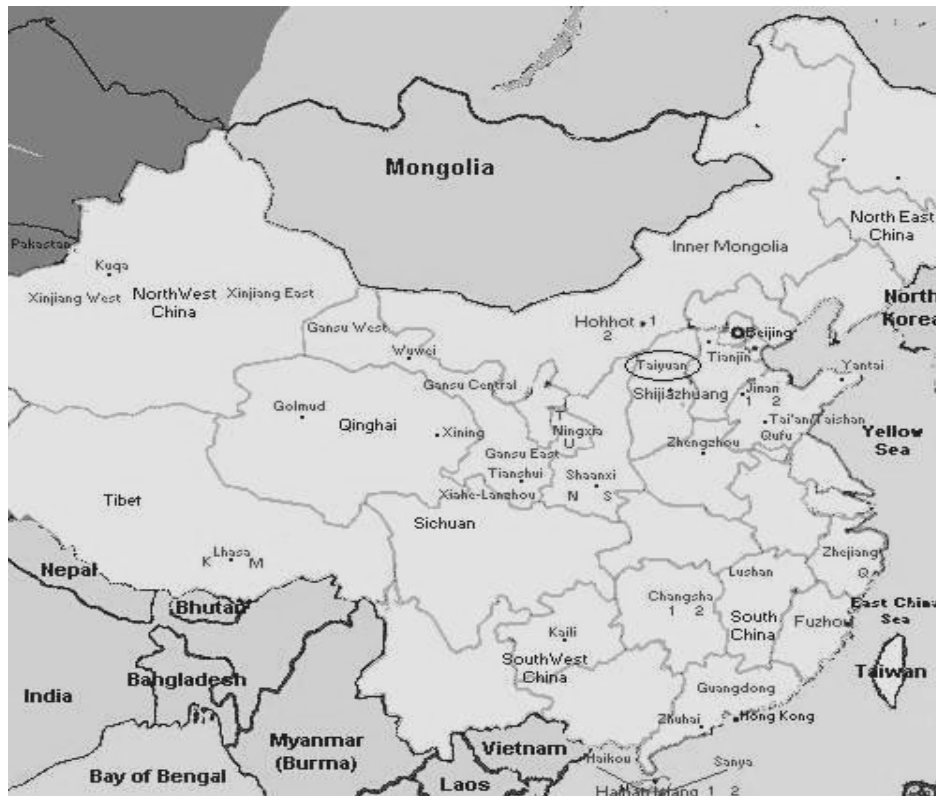 Mongolia
North East
China
Inner Mongolia
Pakastan
Kuqa
Xinjiang West
NorthWest
China
Xinjiang East
North
Korea
Gansu West
Hohhot 1
2
Beijing
Wuwei
Taiyuan
Tianjin
Yantai
Gansu Central
Shijiazhuang
Jinan
1 2
Golmud
Qinghai
Xining
T
Ningxia
U
Tai'an/Taishan
Qufu
Yellow
Sea
Zhengzhou
Gansu East
Tianshui
Shaanxi
N S
Xiahe-Lanzhou
Tibet
Sichuan
Lhasa
K M
Zhejiang
Q
Nepal
Bhutan
Lushan
Changsha
1 2
South
China
East China
Sea
Fuzhou
Kaili
SouthWest
China
Taiwan
India
Bangladesh
Guangdong
Zhuhai
Hong Kong
Myanmar
(Burma)
Vietnam
Haikou
Sanya
Bay of Bengal
Laos
1 2